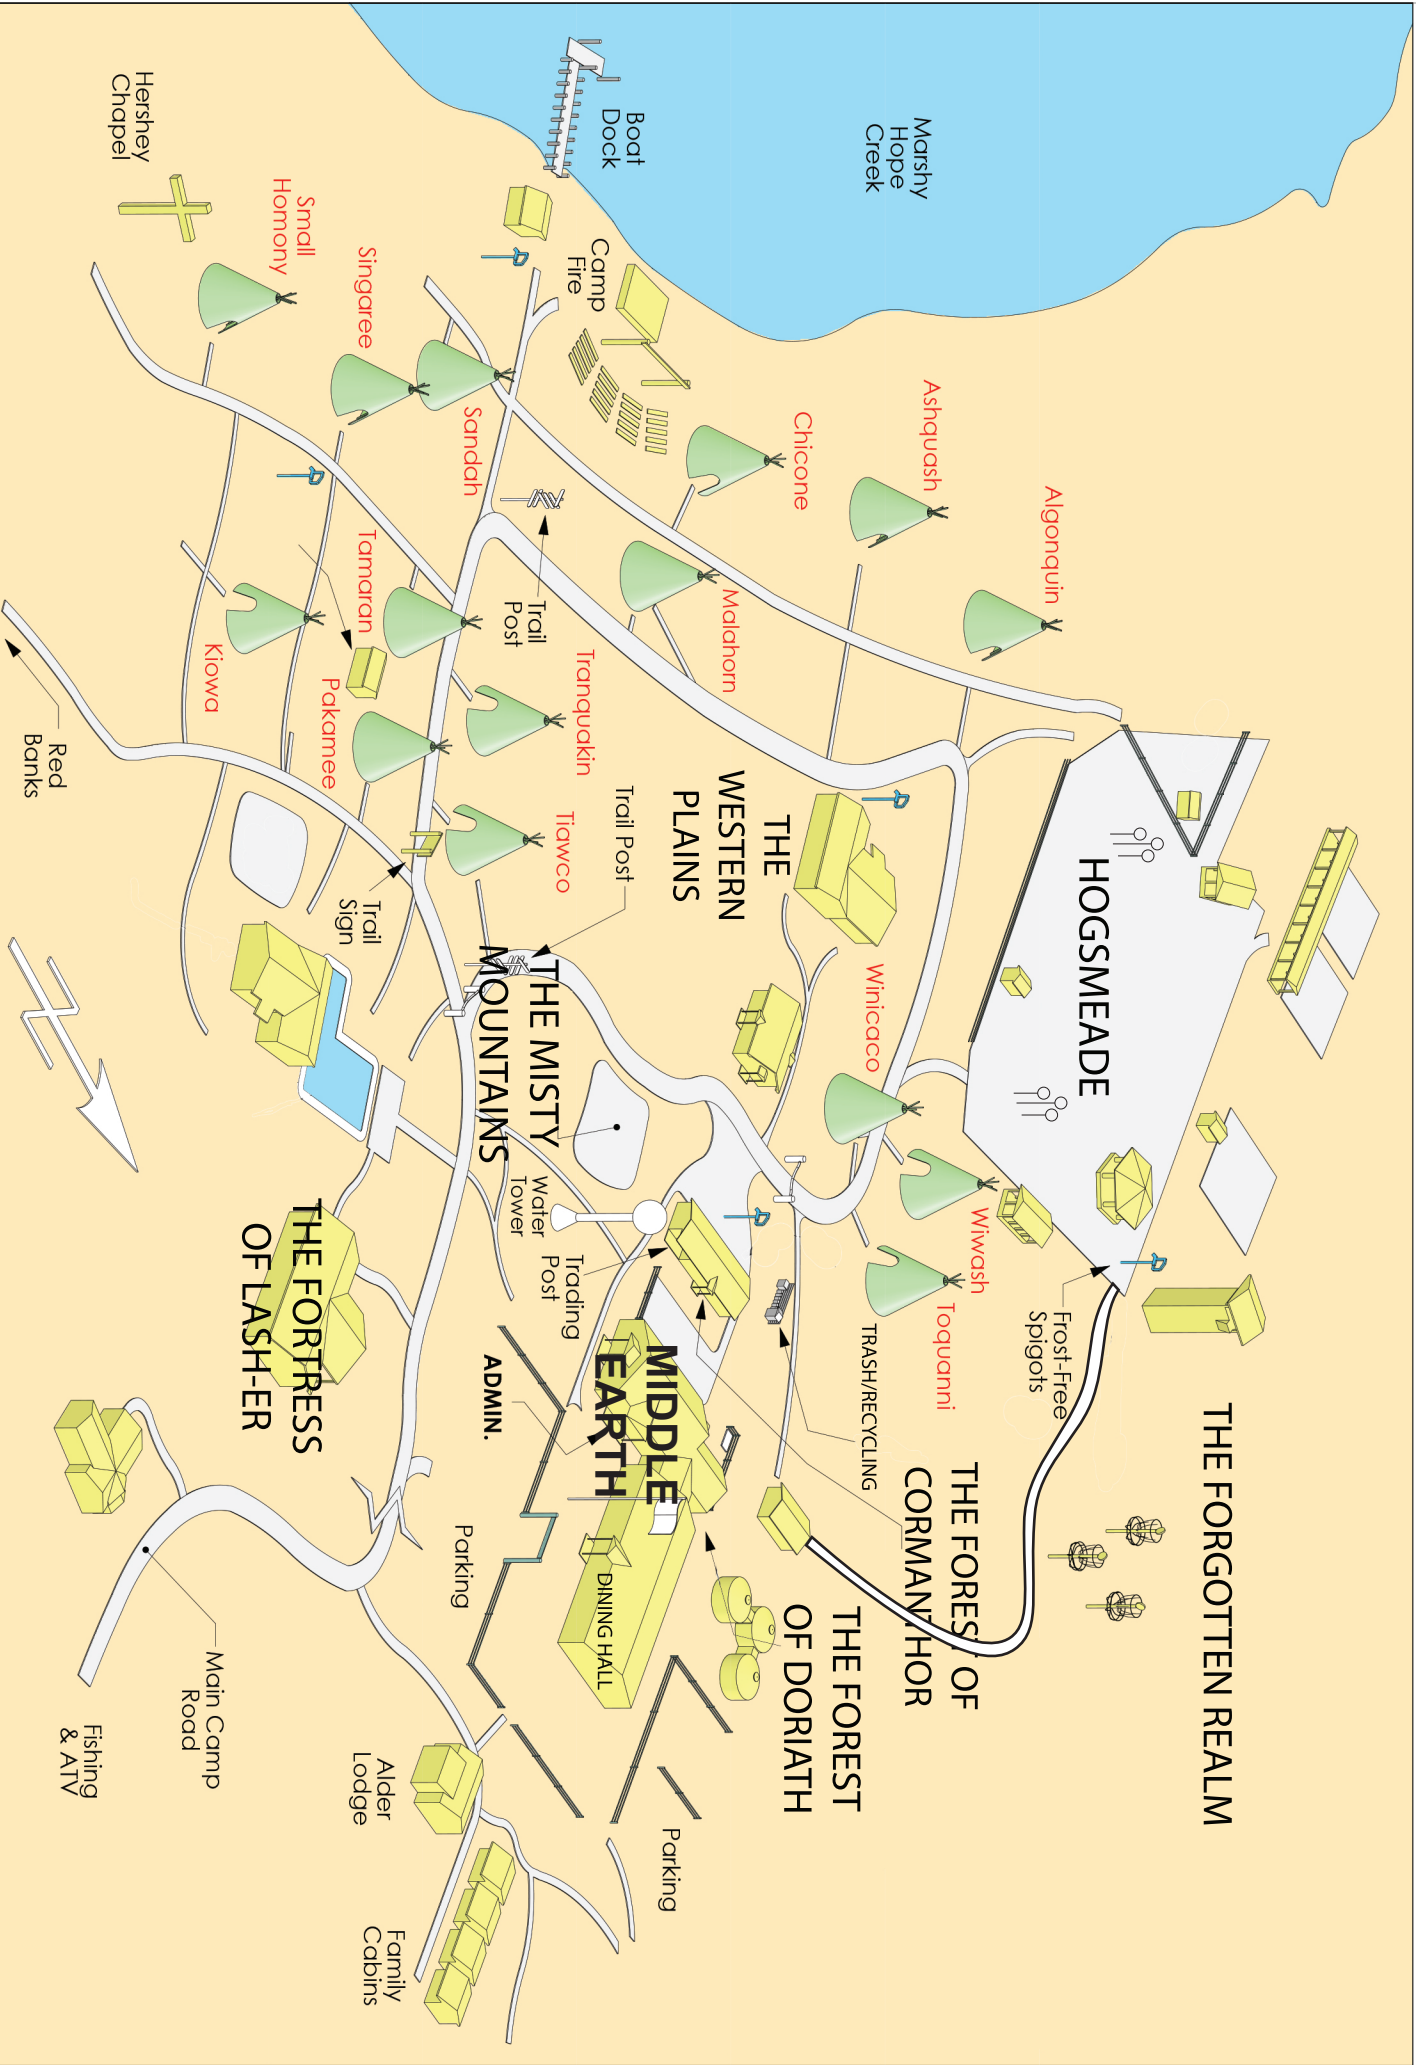 Marshy
Hope
Creek
Boat
Dock
Hershey
Chapel
Small
Homony
Singaree
Sandah
Camp
Fire
Chicone
Ashquash
Algonquin
Malahorn
Trail
Post
Tamaran
Tranquakin
Kiowa
Pakamee
Tiawco
Red
Banks
Trail
Sign
Trail Post
THE
WESTERN
PLAINS
HOGSMEADE
Winicaco
THE MISTY
MOUNTAINS
Wiwash
Toquanni
Water
Tower
Trading
Post
Frost-Free
Spigots
TRASH/RECYCLING
THE FORTRESS
OF LASH-ER
ADMIN.
MIDDLE
EARTH
DINING HALL
THE FORGOTTEN REALM
THE FOREST OF
CORMANTHOR
THE FOREST
OF DORIATH
Parking
Parking
Main Camp
Road
Fishing
& ATV
Alder
Lodge
Family
Cabins